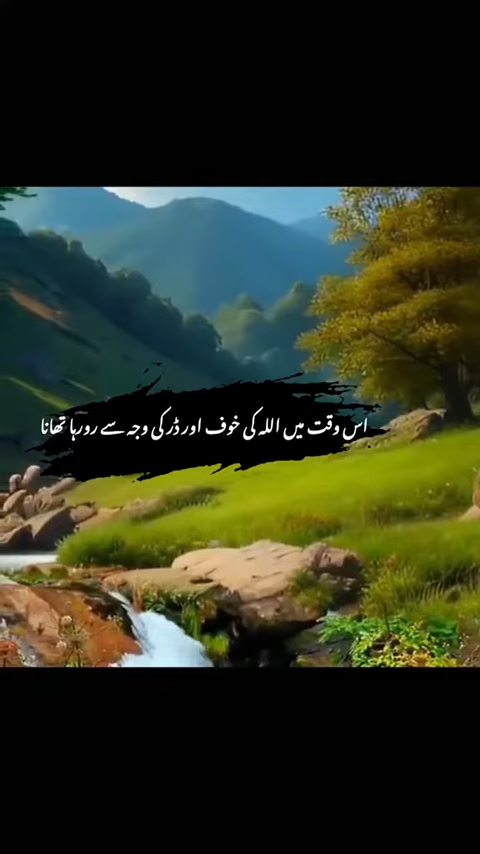 اس وقت میں اللہ کی خوف اور ڈر کی وجہ سے رو رہا تھا نا